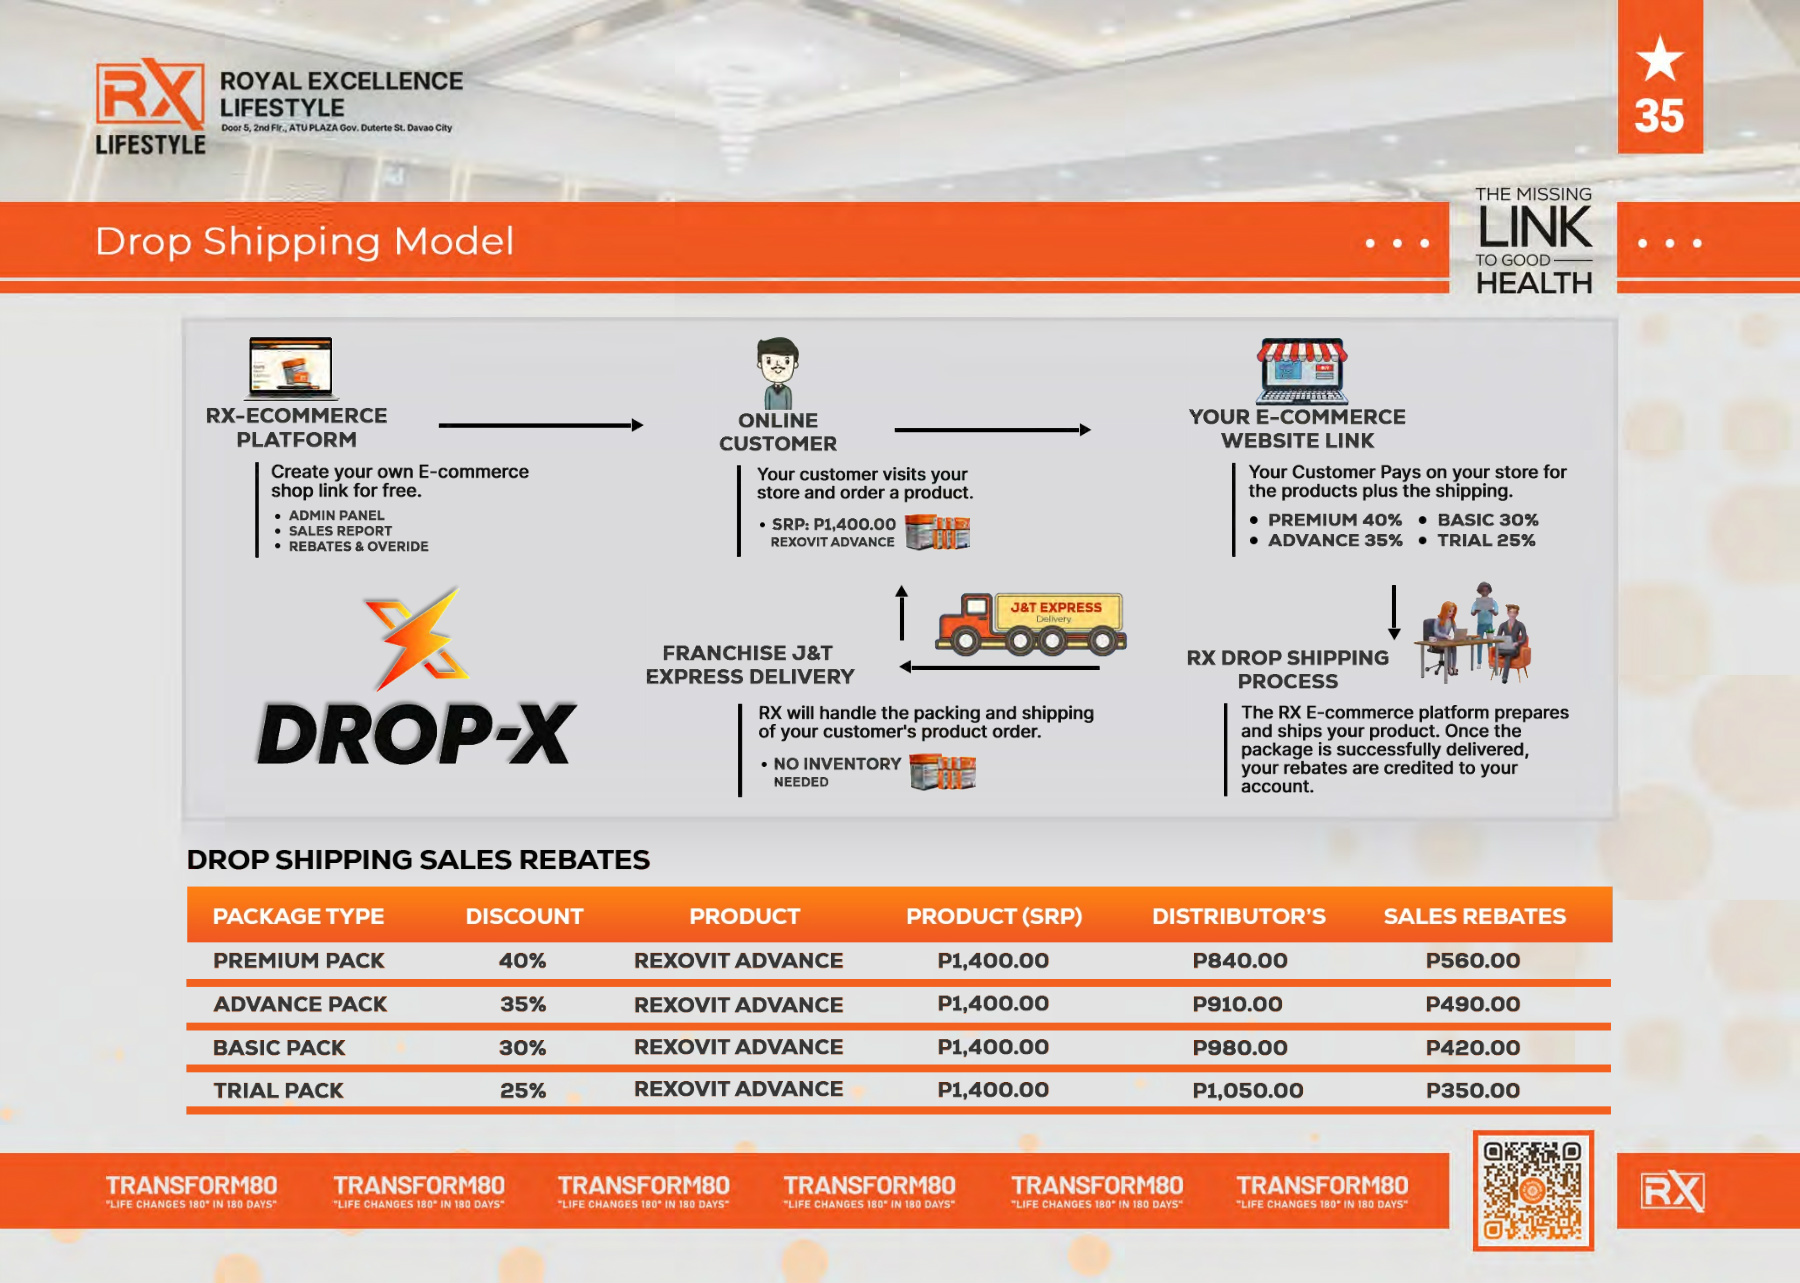 RX
LIFESTYLE
ROYAL EXCELLENCE
LIFESTYLE
Door 5, 2nd Flr., ATU PLAZA Gov. Duterte St. Davao City
35
Drop Shipping Model
THE MISSING
LINK
TO GOOD
HEALTH
RX-ECOMMERCE
PLATFORM
Create your own E-commerce
shop link for free.
• ADMIN PANEL
• SALES REPORT
• REBATES & OVERIDE
ONLINE
CUSTOMER
Your customer visits your
store and order a product.
• SRP: P1,400.00
REXOVIT ADVANCE
YOUR E-COMMERCE
WEBSITE LINK
Your Customer Pays on your store for
the products plus the shipping.
• PREMIUM 40% • BASIC 30%
• ADVANCE 35% • TRIAL 25%
DROP-X
J&T EXPRESS
Delivery
FRANCHISE J&T
EXPRESS DELIVERY
RX will handle the packing and shipping
of your customer's product order.
• NO INVENTORY
NEEDED
RX DROP SHIPPING
PROCESS
The RX E-commerce platform prepares
and ships your product. Once the
package is successfully delivered,
your rebates are credited to your
account.
DROP SHIPPING SALES REBATES
PACKAGE TYPE DISCOUNT PRODUCT PRODUCT (SRP) DISTRIBUTOR'S SALES REBATES
PREMIUM PACK 40% REXOVIT ADVANCE P1,400.00 P840.00 P560.00
ADVANCE PACK 35% REXOVIT ADVANCE P1,400.00 P910.00 P490.00
BASIC PACK 30% REXOVIT ADVANCE P1,400.00 P980.00 P420.00
TRIAL PACK 25% REXOVIT ADVANCE P1,400.00 P1,050.00 P350.00
TRANSFORM80 TRANSFORM80 TRANSFORM80 TRANSFORM80 TRANSFORM80 TRANSFORM80
"LIFE CHANGES 180° IN 180 DAYS" "LIFE CHANGES 180° IN 180 DAYS" "LIFE CHANGES 180° IN 180 DAYS" "LIFE CHANGES 180° IN 180 DAYS" "LIFE CHANGES 180° IN 180 DAYS" "LIFE CHANGES 180° IN 180 DAYS"
RX